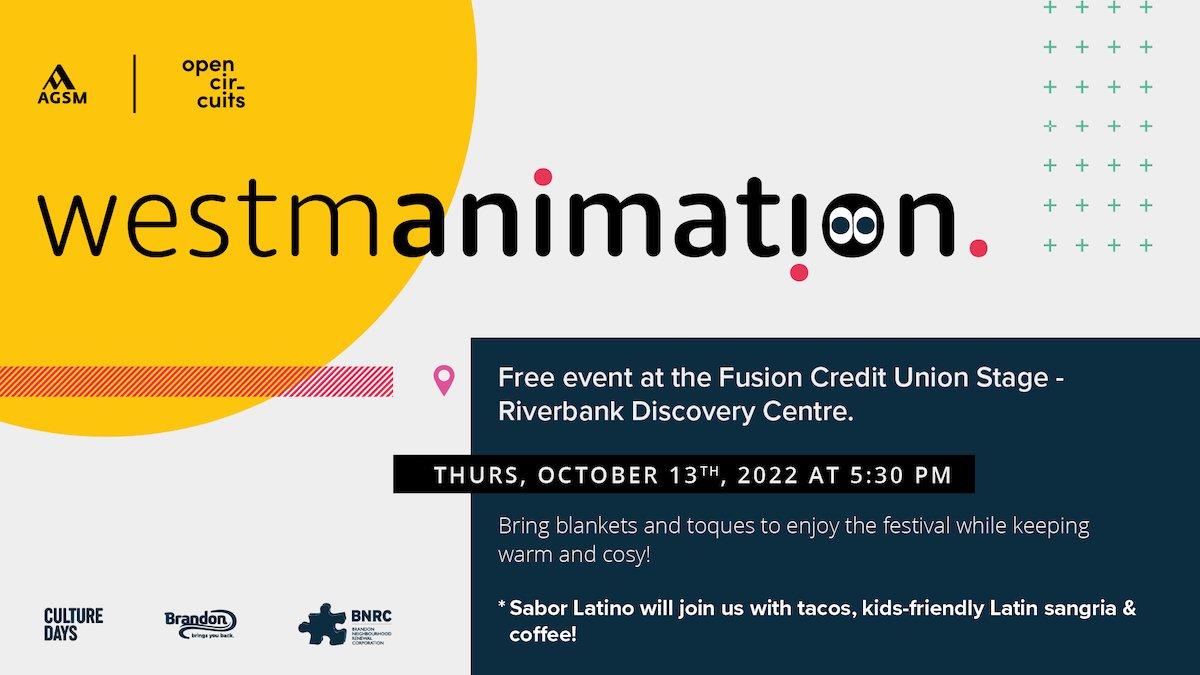 AGSM
open
cir_
cuits
westmanimation.
Free event at the Fusion Credit Union Stage -
Riverbank Discovery Centre.
THURS, OCTOBER 13TH, 2022 AT 5:30 PM
Bring blankets and toques to enjoy the festival while keeping
warm and cosy!
* Sabor Latino will join us with tacos, kids-friendly Latin sangria &
coffee!
CULTURE
DAYS
Brandon
brings you back.
BNRC
BRANDON
NEIGHBOURHOOD
RENEWAL
CORPORATION